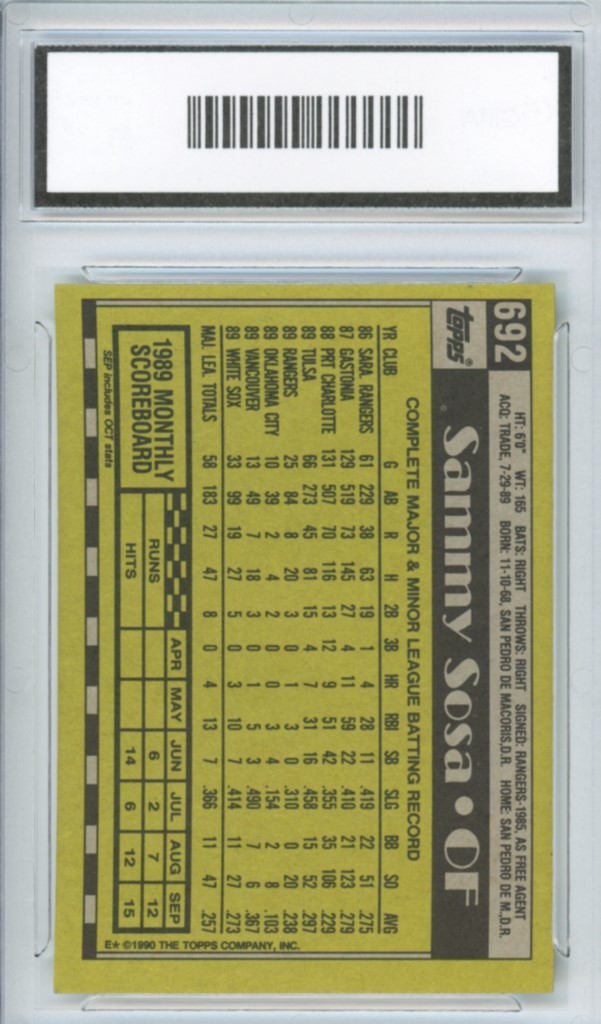 692
topps®
HT: 6'0" WT: 165 BATS: RIGHT THROWS: RIGHT SIGNED: RANGERS-1985, AS FREE AGENT
ACQ: TRADE, 7-29-89 BORN: 11-10-68, SAN PEDRO DE MACORIS, D.R. HOME: SAN PEDRO DE M., D.R.
Sammy Sosa • OF
COMPLETE MAJOR & MINOR LEAGUE BATTING RECORD
YR CLUB G AB R H 2B 3B HR RBI SB SLG BB SO AVG
86 SARA. RANGERS 61 229 38 63 19 1 4 28 11 .419 22 51 .275
87 GASTONIA 129 519 73 145 27 4 11 59 22 .410 21 123 .279
88 PRT CHARLOTTE 131 507 70 116 13 12 9 51 42 .355 35 106 .229
89 TULSA 66 273 45 81 15 4 7 31 16 .458 15 52 .297
89 RANGERS 25 84 8 20 3 0 1 3 0 .310 0 20 .238
89 OKLAHOMA CITY 10 39 2 4 2 0 0 3 4 .154 2 8 .103
89 VANCOUVER 13 49 7 18 3 0 1 5 3 .490 7 6 .367
89 WHITE SOX 33 99 19 27 5 0 3 10 7 .414 11 27 .273
MAJ. LEA. TOTALS 58 183 27 47 8 0 4 13 7 .366 11 47 .257
1989 MONTHLY
SCOREBOARD
APR MAY JUN JUL AUG SEP
RUNS 6 2 7 12
HITS 14 6 12 15
SEP includes OCT stats
E★ ©1990 THE TOPPS COMPANY, INC.